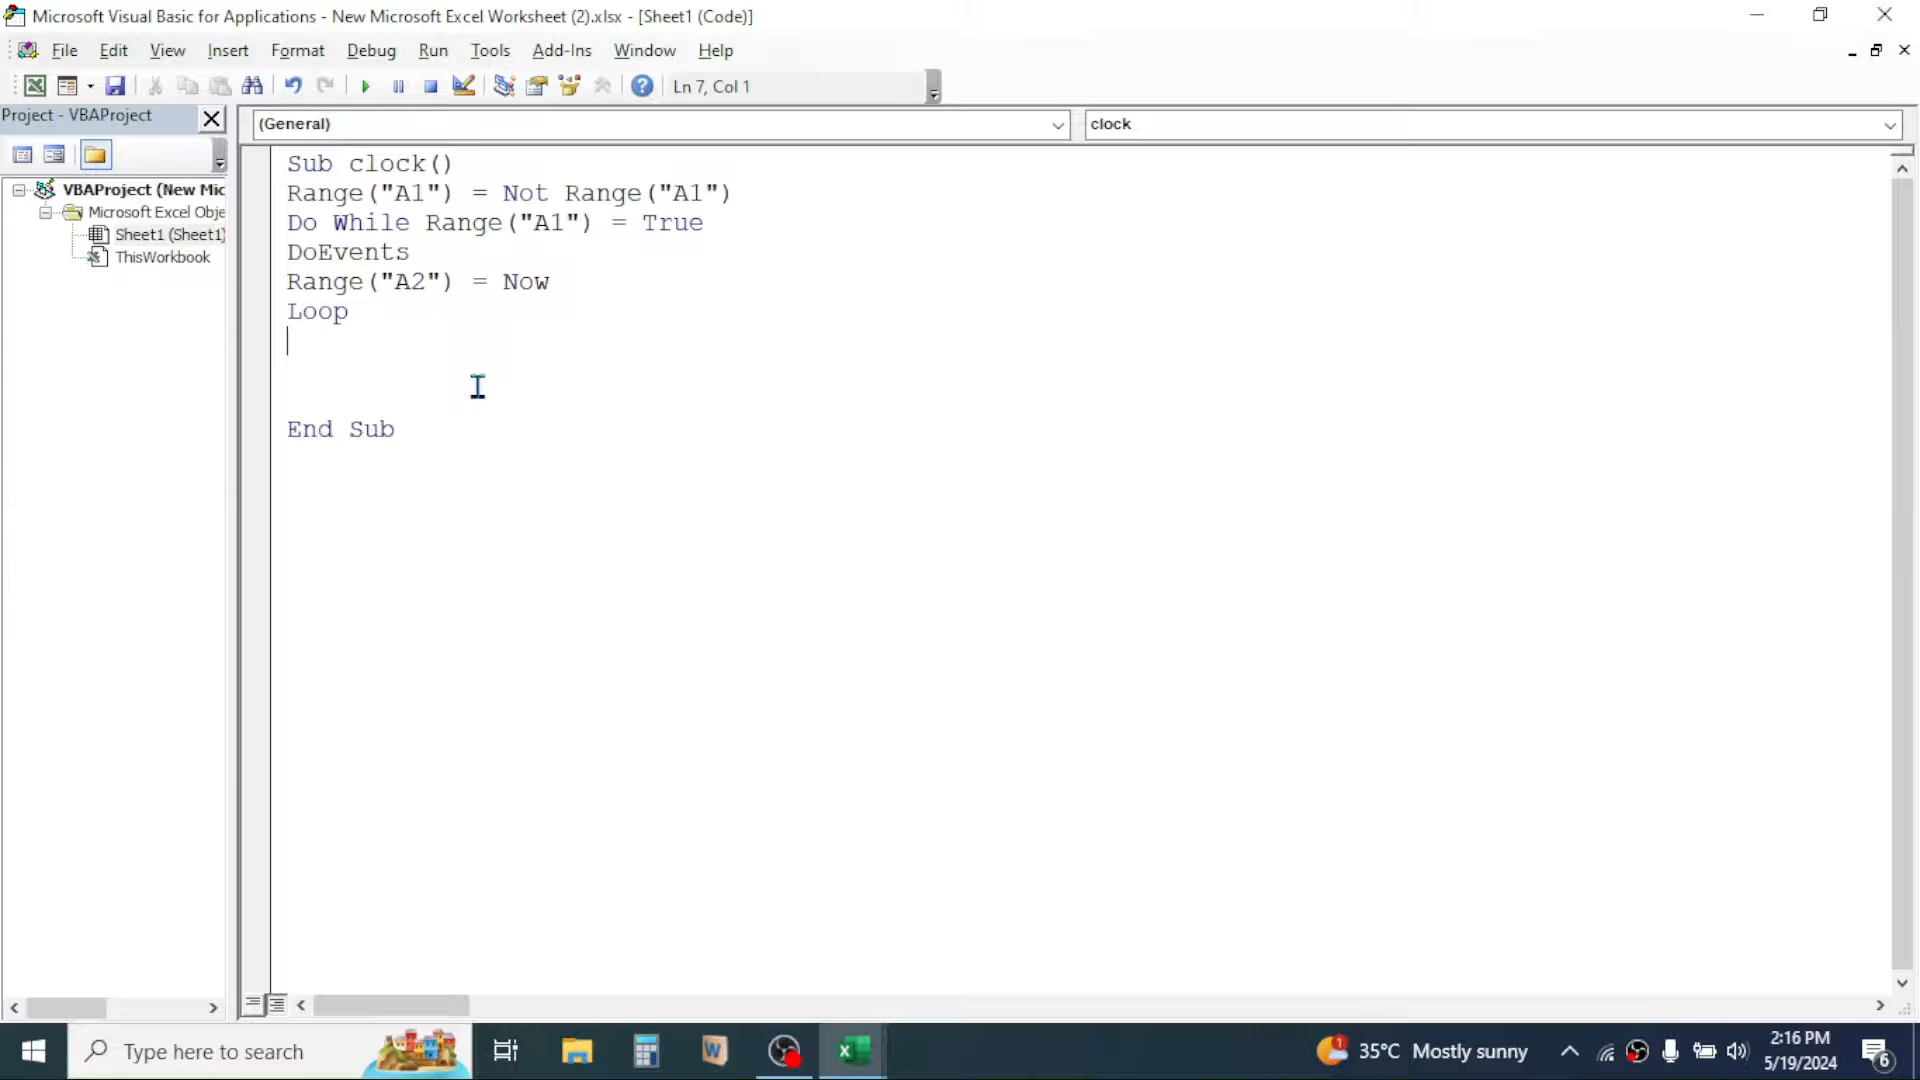 Microsoft Visual Basic for Applications - New Microsoft Excel Worksheet (2).xlsx - [Sheet1 (Code)]
File Edit View Insert Format Debug Run Tools Add-Ins Window Help
Ln 7, Col 1
Project - VBAProject
(General)
clock
VBAProject (New Mic
Microsoft Excel Obje
Sheet1 (Sheet1)
ThisWorkbook
Sub clock()
Range("A1") = Not Range("A1")
Do While Range("A1") = True
DoEvents
Range("A2") = Now
Loop
End Sub
Type here to search
W
1
35°C Mostly sunny
2:16 PM
5/19/2024
6